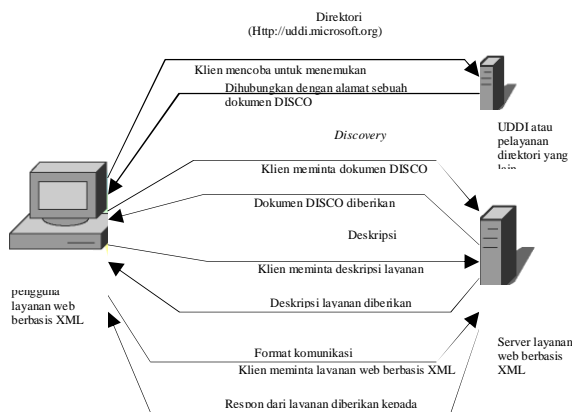 Direktori
(Http://uddi.microsoft.org)
Klien mencoba untuk menemukan
Dihubungkan dengan alamat sebuah
dokumen DISCO
UDDI atau
pelayanan
direktori yang
lain
Discovery
Klien meminta dokumen DISCO
Dokumen DISCO diberikan
Deskripsi
Klien meminta deskripsi layanan
Deskripsi layanan diberikan
pengguna
layanan web
berbasis XML
Format komunikasi
Klien meminta layanan web berbasis XML
Server layanan
web berbasis
XML
Respon dari layanan diberikan kepada